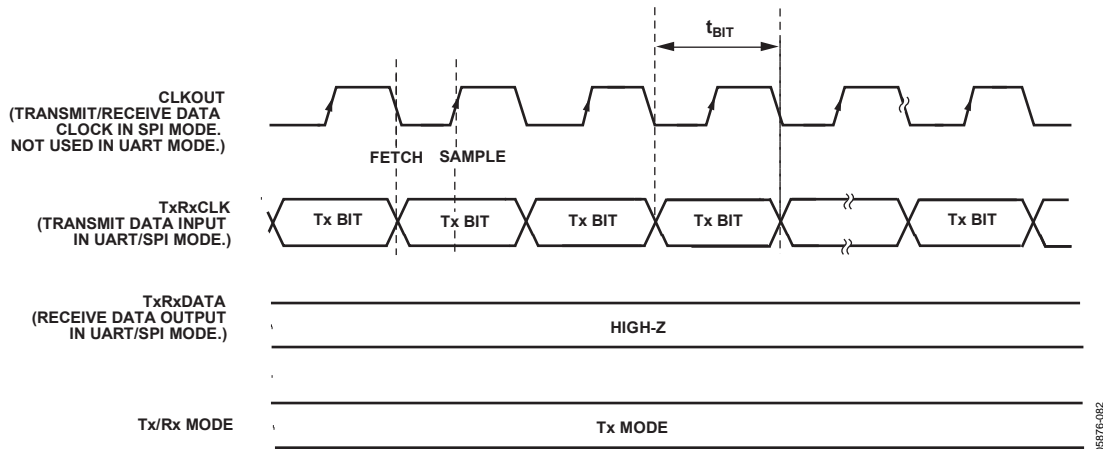 tBIT
CLKOUT
(TRANSMIT/RECEIVE DATA
CLOCK IN SPI MODE.
NOT USED IN UART MODE.)
FETCH SAMPLE
TxRxCLK
(TRANSMIT DATA INPUT
IN UART/SPI MODE.)
Tx BIT Tx BIT Tx BIT Tx BIT Tx BIT
TxRxDATA
(RECEIVE DATA OUTPUT
IN UART/SPI MODE.)
HIGH-Z
Tx/Rx MODE
Tx MODE
05876-082